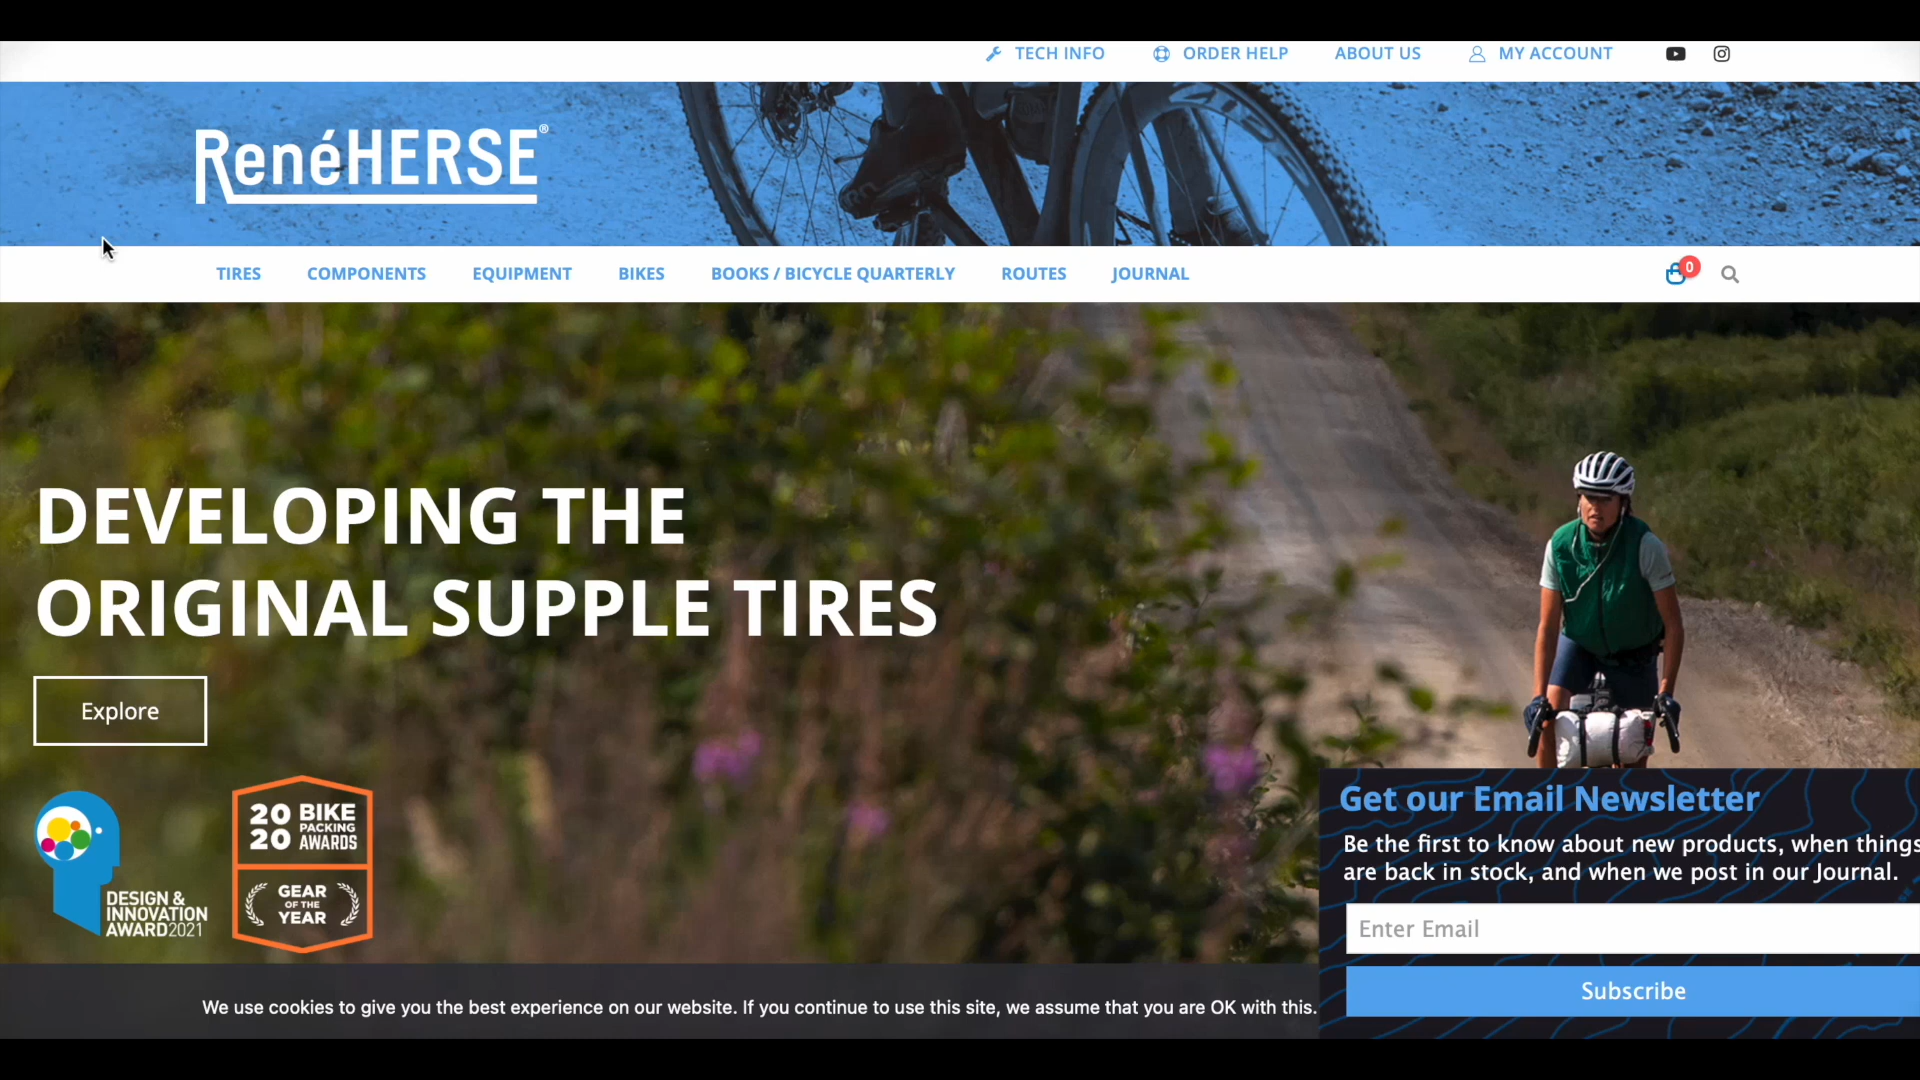 TECH INFO ORDER HELP ABOUT US MY ACCOUNT
RenéHERSE®
TIRES COMPONENTS EQUIPMENT BIKES BOOKS / BICYCLE QUARTERLY ROUTES JOURNAL 0
DEVELOPING THE
ORIGINAL SUPPLE TIRES
Explore
DESIGN &
INNOVATION
AWARD2021
2020 BIKE
PACKING
AWARDS
GEAR
OF THE
YEAR
Get our Email Newsletter
Be the first to know about new products, when things
are back in stock, and when we post in our Journal.
Enter Email
Subscribe
We use cookies to give you the best experience on our website. If you continue to use this site, we assume that you are OK with this.